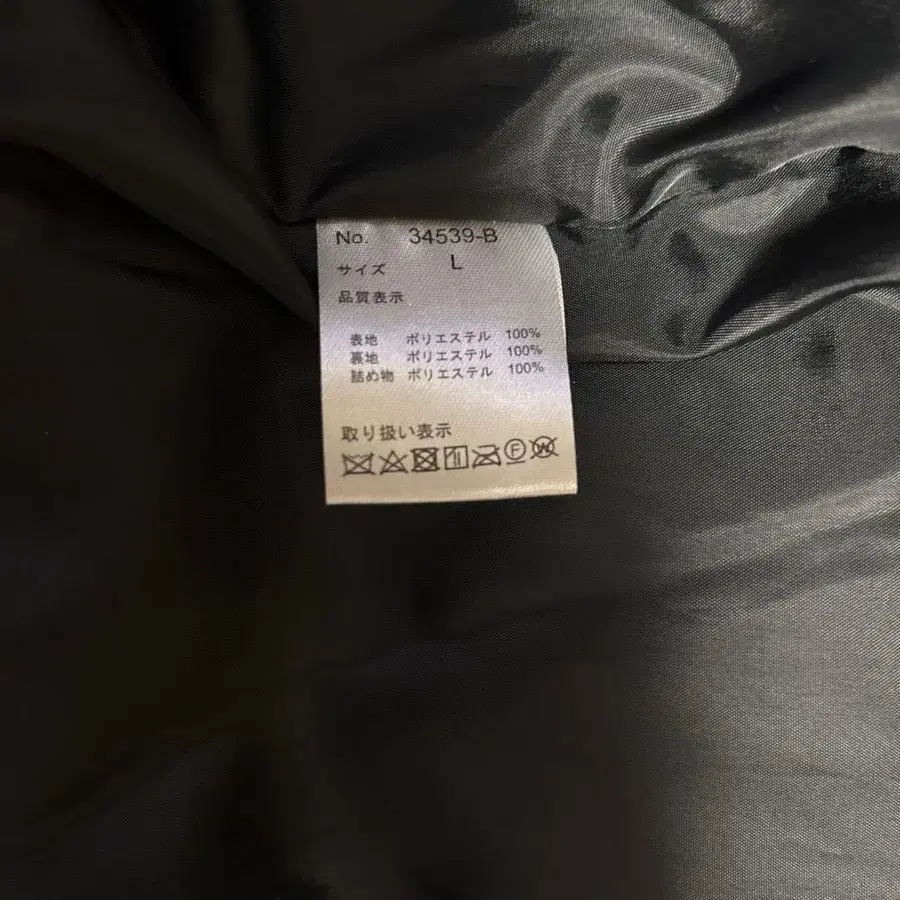 No. 34539-B
サイズ L
品質表示
表地 ポリエステル 100%
裏地 ポリエステル 100%
詰め物 ポリエステル 100%
取り扱い表示
F W